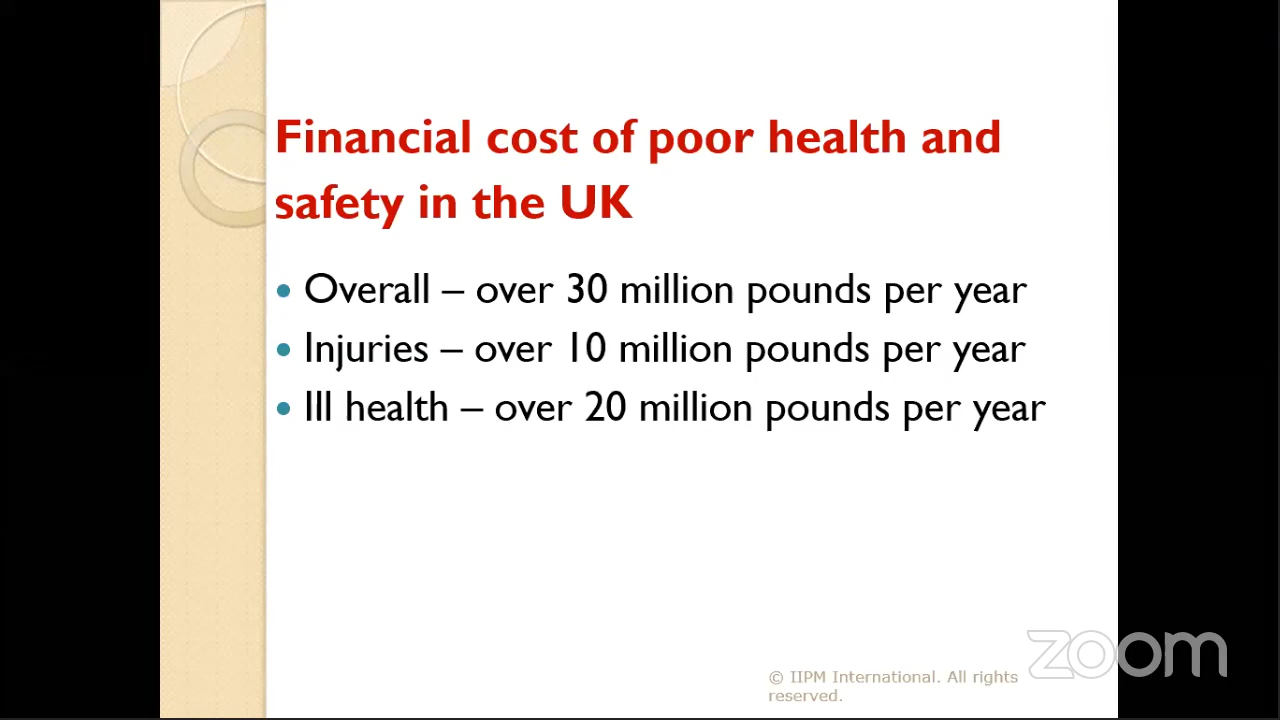 Financial cost of poor health and
safety in the UK
• Overall – over 30 million pounds per year
• Injuries – over 10 million pounds per year
• Ill health – over 20 million pounds per year
zoom
© IIPM International. All rights
reserved.